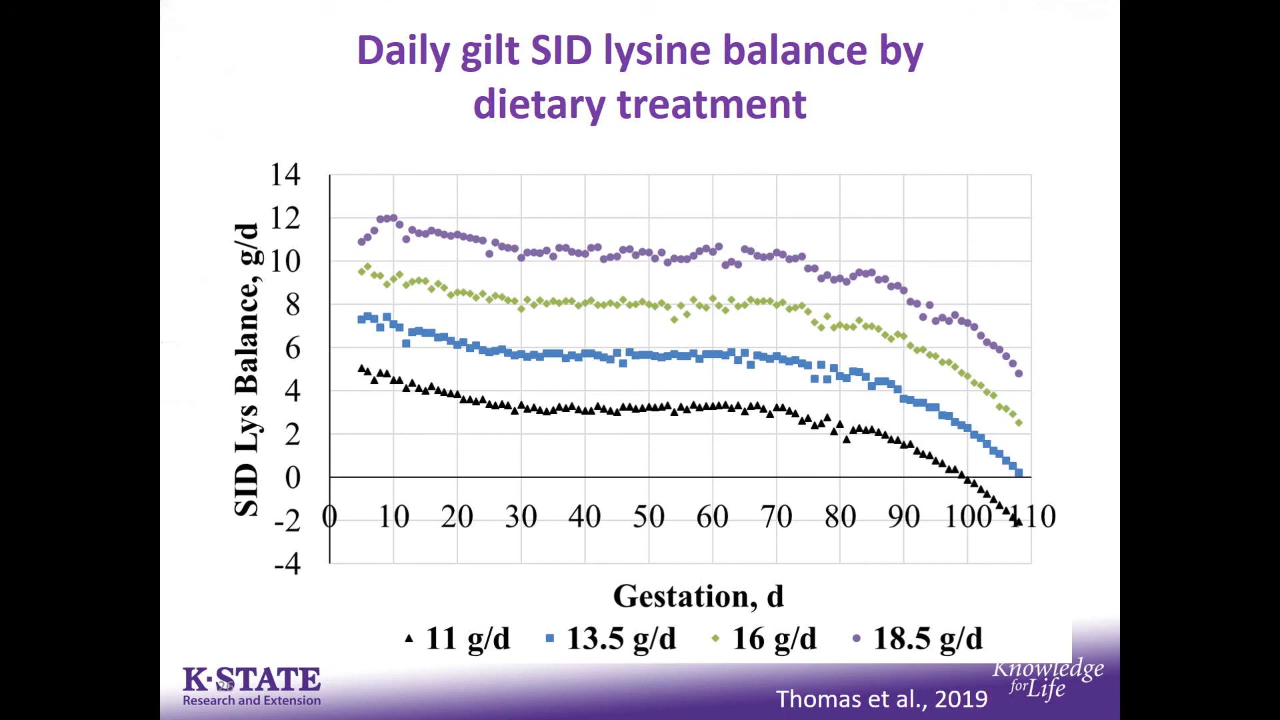 Daily gilt SID lysine balance by
dietary treatment
SID Lys Balance, g/d
14
12
10
8
6
4
2
0
-2
-4
0 10 20 30 40 50 60 70 80 90 100 110
Gestation, d
11 g/d 13.5 g/d 16 g/d 18.5 g/d
K-STATE
Research and Extension
Thomas et al., 2019
Knowledge
for Life